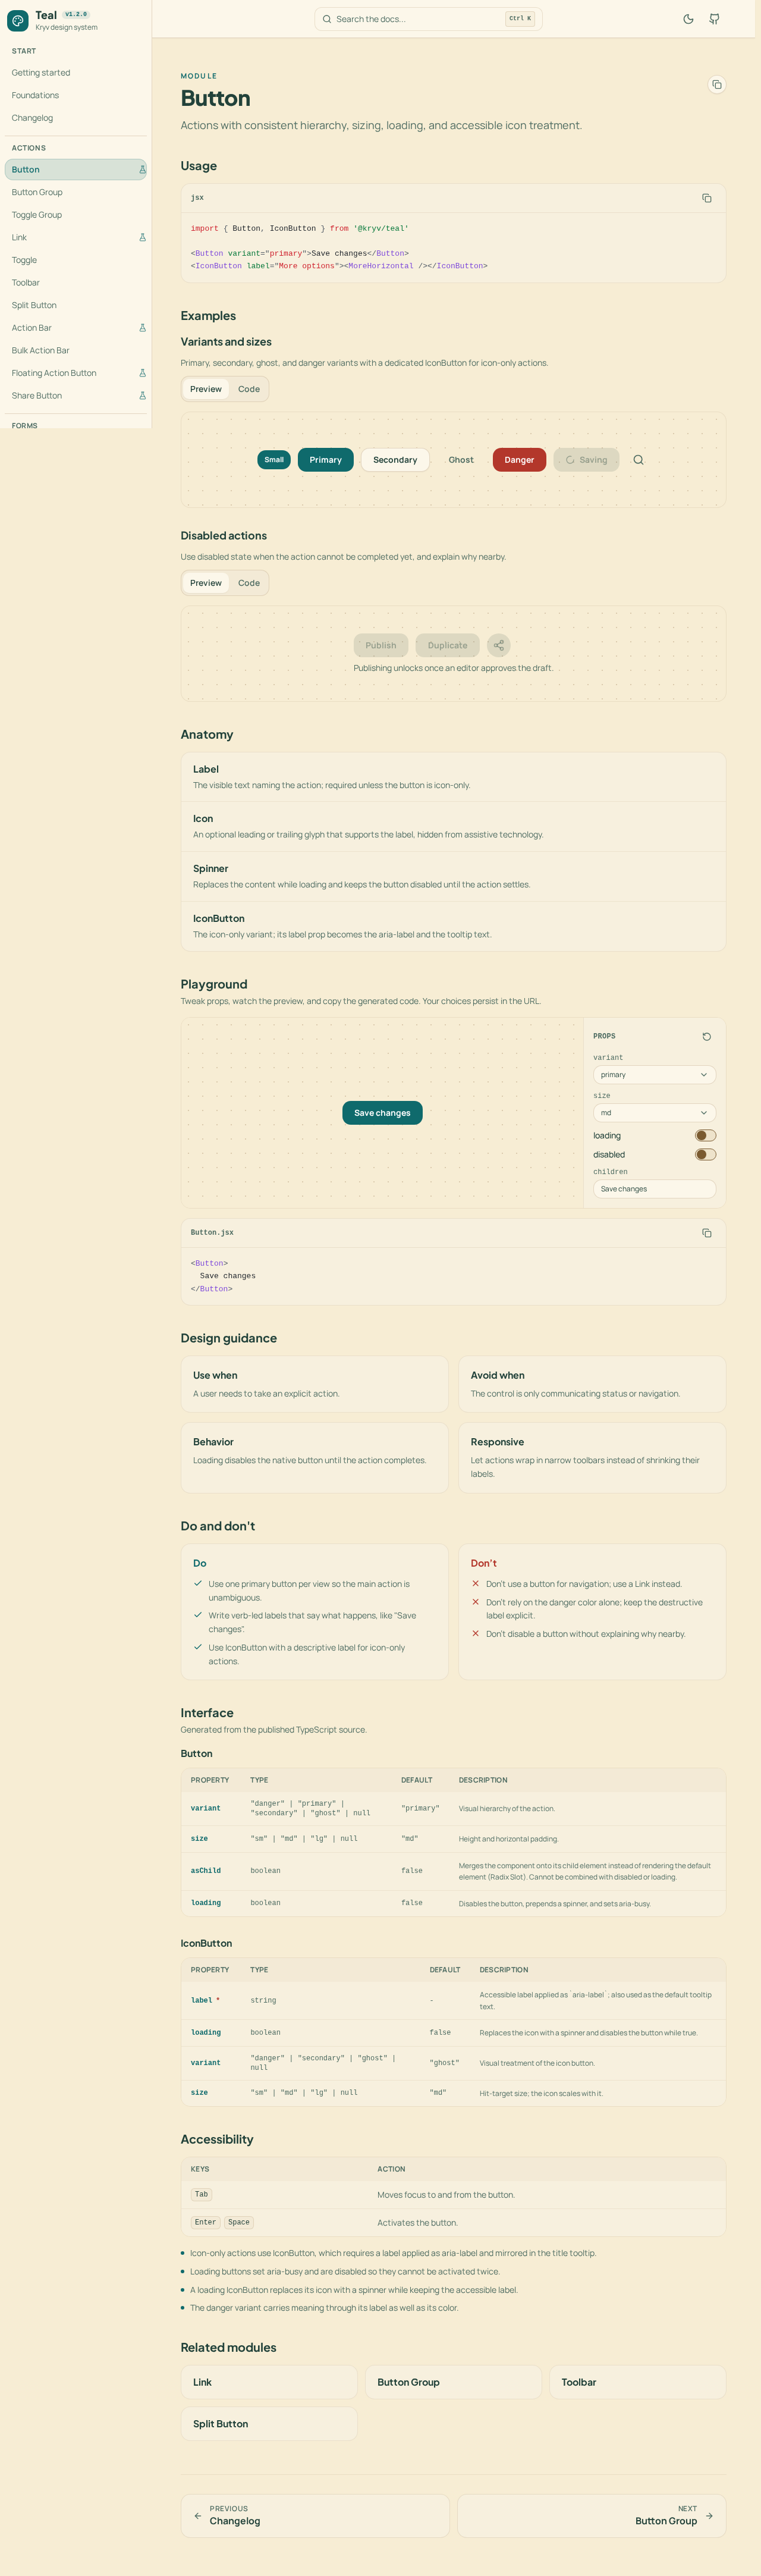 Teal v1.2.0
Kryv design system
START
Getting started
Foundations
Changelog
ACTIONS
Button
Button Group
Toggle Group
Link
Toggle
Toolbar
Split Button
Action Bar
Bulk Action Bar
Floating Action Button
Share Button
FORMS
Search the docs... Ctrl K
MODULE
Button
Actions with consistent hierarchy, sizing, loading, and accessible icon treatment.
Usage
jsx
import { Button, IconButton } from '@kryv/teal'
<Button variant="primary">Save changes</Button>
<IconButton label="More options"><MoreHorizontal /></IconButton>
Examples
Variants and sizes
Primary, secondary, ghost, and danger variants with a dedicated IconButton for icon-only actions.
Preview Code
Small Primary Secondary Ghost Danger Saving
Disabled actions
Use disabled state when the action cannot be completed yet, and explain why nearby.
Preview Code
Publish Duplicate
Publishing unlocks once an editor approves the draft.
Anatomy
Label
The visible text naming the action; required unless the button is icon-only.
Icon
An optional leading or trailing glyph that supports the label, hidden from assistive technology.
Spinner
Replaces the content while loading and keeps the button disabled until the action settles.
IconButton
The icon-only variant; its label prop becomes the aria-label and the tooltip text.
Playground
Tweak props, watch the preview, and copy the generated code. Your choices persist in the URL.
Save changes
PROPS
variant
primary
size
md
loading
disabled
children
Save changes
Button.jsx
<Button>
Save changes
</Button>
Design guidance
Use when
A user needs to take an explicit action.
Avoid when
The control is only communicating status or navigation.
Behavior
Loading disables the native button until the action completes.
Responsive
Let actions wrap in narrow toolbars instead of shrinking their
labels.
Do and don't
Do
Use one primary button per view so the main action is
unambiguous.
Write verb-led labels that say what happens, like "Save
changes".
Use IconButton with a descriptive label for icon-only
actions.
Don't
Don't use a button for navigation; use a Link instead.
Don't rely on the danger color alone; keep the destructive
label explicit.
Don't disable a button without explaining why nearby.
Interface
Generated from the published TypeScript source.
Button
PROPERTY TYPE DEFAULT DESCRIPTION
variant "danger" | "primary" | "secondary" | "ghost" | null "primary" Visual hierarchy of the action.
size "sm" | "md" | "lg" | null "md" Height and horizontal padding.
asChild boolean false Merges the component onto its child element instead of rendering the default
element (Radix Slot). Cannot be combined with disabled or loading.
loading boolean false Disables the button, prepends a spinner, and sets aria-busy.
IconButton
PROPERTY TYPE DEFAULT DESCRIPTION
label * string - Accessible label applied as `aria-label`; also used as the default tooltip
text.
loading boolean false Replaces the icon with a spinner and disables the button while true.
variant "danger" | "secondary" | "ghost" | null "ghost" Visual treatment of the icon button.
size "sm" | "md" | "lg" | null "md" Hit-target size; the icon scales with it.
Accessibility
KEYS ACTION
Tab Moves focus to and from the button.
Enter Space Activates the button.
Icon-only actions use IconButton, which requires a label applied as aria-label and mirrored in the title tooltip.
Loading buttons set aria-busy and are disabled so they cannot be activated twice.
A loading IconButton replaces its icon with a spinner while keeping the accessible label.
The danger variant carries meaning through its label as well as its color.
Related modules
Link
Button Group
Toolbar
Split Button
PREVIOUS
Changelog
NEXT
Button Group